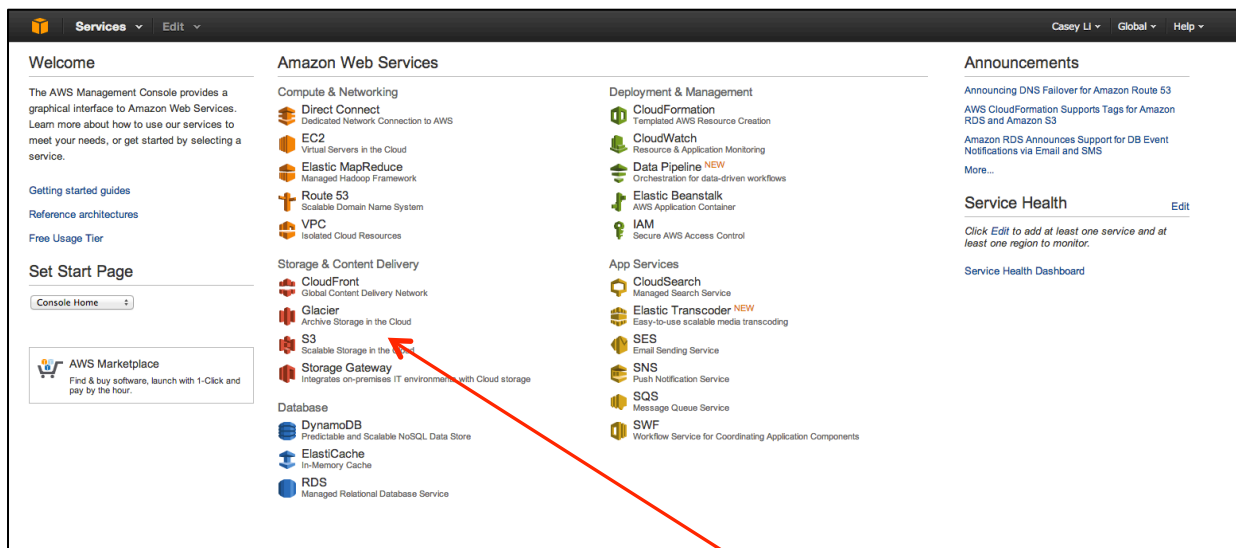 Services
Edit
Casey Li
Global
Help
Welcome
The AWS Management Console provides a
graphical interface to Amazon Web Services.
Learn more about how to use our services to
meet your needs, or get started by selecting a
service.
Getting started guides
Reference architectures
Free Usage Tier
Set Start Page
Console Home
AWS Marketplace
Find & buy software, launch with 1-Click and
pay by the hour.
Amazon Web Services
Compute & Networking
Direct Connect
Dedicated Network Connection to AWS
EC2
Virtual Servers in the Cloud
Elastic MapReduce
Managed Hadoop Framework
Route 53
Scalable Domain Name System
VPC
Isolated Cloud Resources
Storage & Content Delivery
CloudFront
Global Content Delivery Network
Glacier
Archive Storage in the Cloud
S3
Scalable Storage in the Cloud
Storage Gateway
Integrates on-premises IT environments with Cloud storage
Database
DynamoDB
Predictable and Scalable NoSQL Data Store
ElastiCache
In-Memory Cache
RDS
Managed Relational Database Service
Deployment & Management
CloudFormation
Templated AWS Resource Creation
CloudWatch
Resource & Application Monitoring
Data Pipeline NEW
Orchestration for data-driven workflows
Elastic Beanstalk
AWS Application Container
IAM
Secure AWS Access Control
App Services
CloudSearch
Managed Search Service
Elastic Transcoder NEW
Easy-to-use scalable media transcoding
SES
Email Sending Service
SNS
Push Notification Service
SQS
Message Queue Service
SWF
Workflow Service for Coordinating Application Components
Announcements
Announcing DNS Failover for Amazon Route 53
AWS CloudFormation Supports Tags for Amazon
RDS and Amazon S3
Amazon RDS Announces Support for DB Event
Notifications via Email and SMS
More...
Service Health
Edit
Click Edit to add at least one service and at
least one region to monitor.
Service Health Dashboard